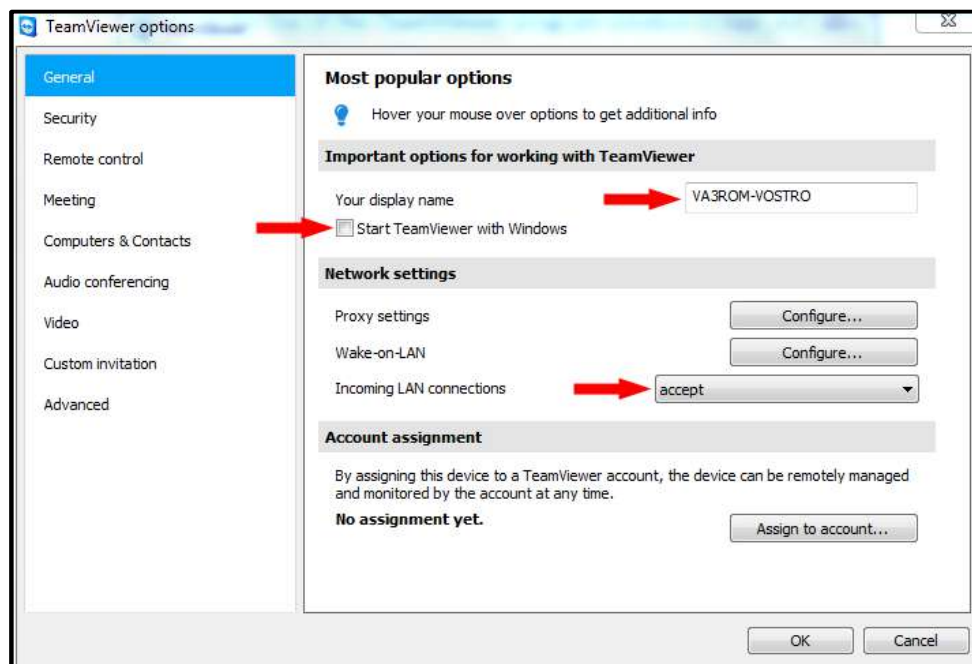 TeamViewer options
General
Security
Remote control
Meeting
Computers & Contacts
Audio conferencing
Video
Custom invitation
Advanced
Most popular options
Hover your mouse over options to get additional info
Important options for working with TeamViewer
Your display name VA3ROM-VOSTRO
Start TeamViewer with Windows
Network settings
Proxy settings Configure...
Wake-on-LAN Configure...
Incoming LAN connections accept
Account assignment
By assigning this device to a TeamViewer account, the device can be remotely managed
and monitored by the account at any time.
No assignment yet.
Assign to account...
OK Cancel